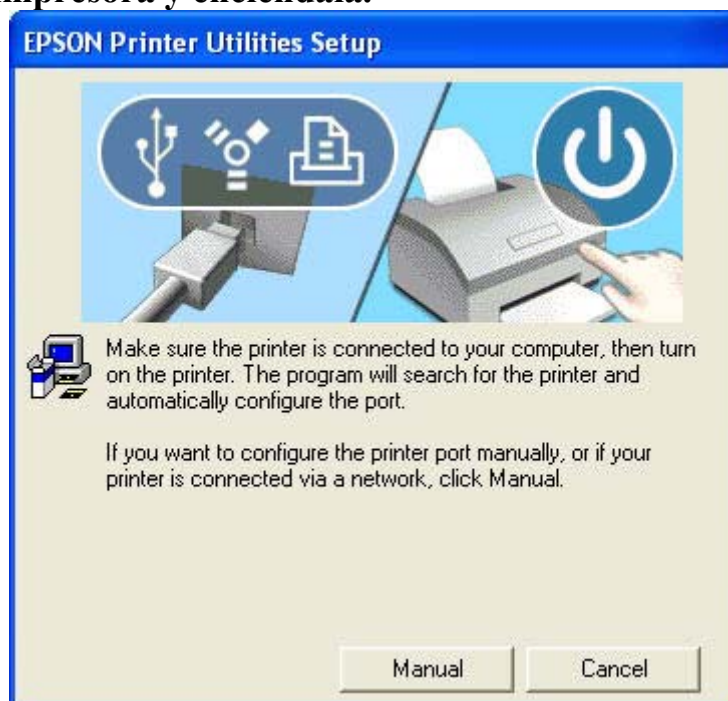 impresora y enciéndala.
EPSON Printer Utilities Setup
Make sure the printer is connected to your computer, then turn
on the printer. The program will search for the printer and
automatically configure the port.
If you want to configure the printer port manually, or if your
printer is connected via a network, click Manual.
Manual
Cancel